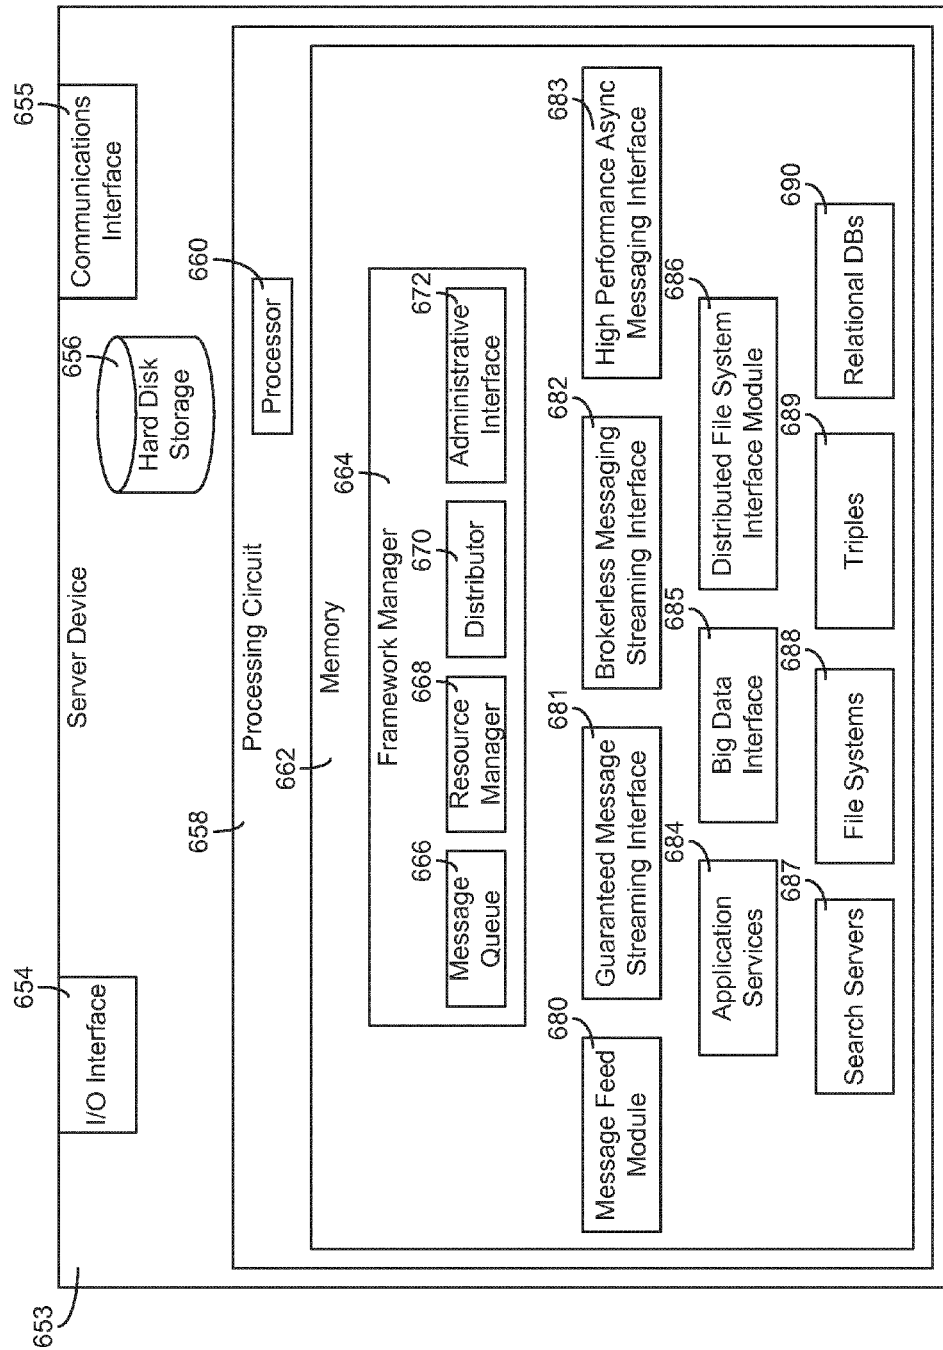 653
Server Device
654
I/O Interface
655
Communications
Interface
656
Hard Disk
Storage
658
Processing Circuit
660
Processor
662
Memory
664
Framework Manager
666
Message
Queue
668
Resource
Manager
670
Distributor
672
Administrative
Interface
680
Message Feed
Module
681
Guaranteed Message
Streaming Interface
682
Brokerless Messaging
Streaming Interface
683
High Performance Async
Messaging Interface
684
Application
Services
685
Big Data
Interface
686
Distributed File System
Interface Module
687
Search Servers
688
File Systems
689
Triples
690
Relational DBs